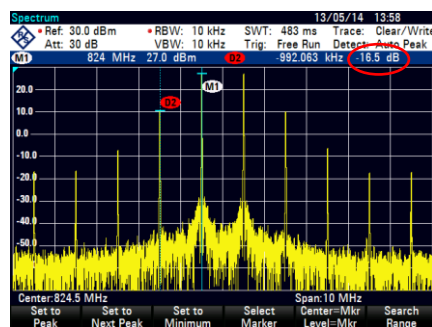 Spectrum 13/05/14 13:58
Ref: 30.0 dBm RBW: 10 kHz SWT: 483 ms Trace: Clear/Write
Att: 30 dB VBW: 10 kHz Trig: Free Run Detect: Auto Peak
M1 824 MHz 27.0 dBm D2 -992.063 kHz -16.5 dB
M1
D2
20.0
10.0
0.0
-10.0
-20.0
-30.0
-40.0
-50.0
Center:824.5 MHz Span:10 MHz
Set to Set to Set to Select Center=Mkr Search
Peak Next Peak Minimum Marker Level=Mkr Range